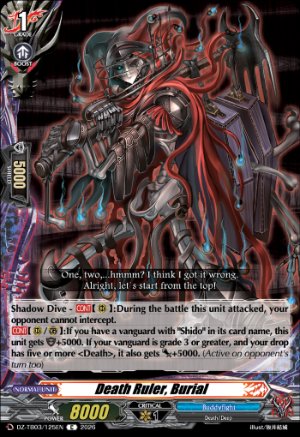 1
GRADE
BOOST
5000
SHIELD
One, two,...hmmm? I think I got it wrong.
Alright, let's start from the top!
Shadow Dive - CONT:During the battle this unit attacked, your
opponent cannot intercept.
CONT:If you have a vanguard with "Shido" in its card name, this
unit gets +5000. If your vanguard is grade 3 or greater, and your drop
has five or more <Death>, it also gets +5000. (Active on opponent's
turn too)
NORMAL UNIT
Death Ruler, Burial
DZ-TB03/125EN C 2026
POWER 8000
CRITICAL
1
Buddyfight
Death/Deity